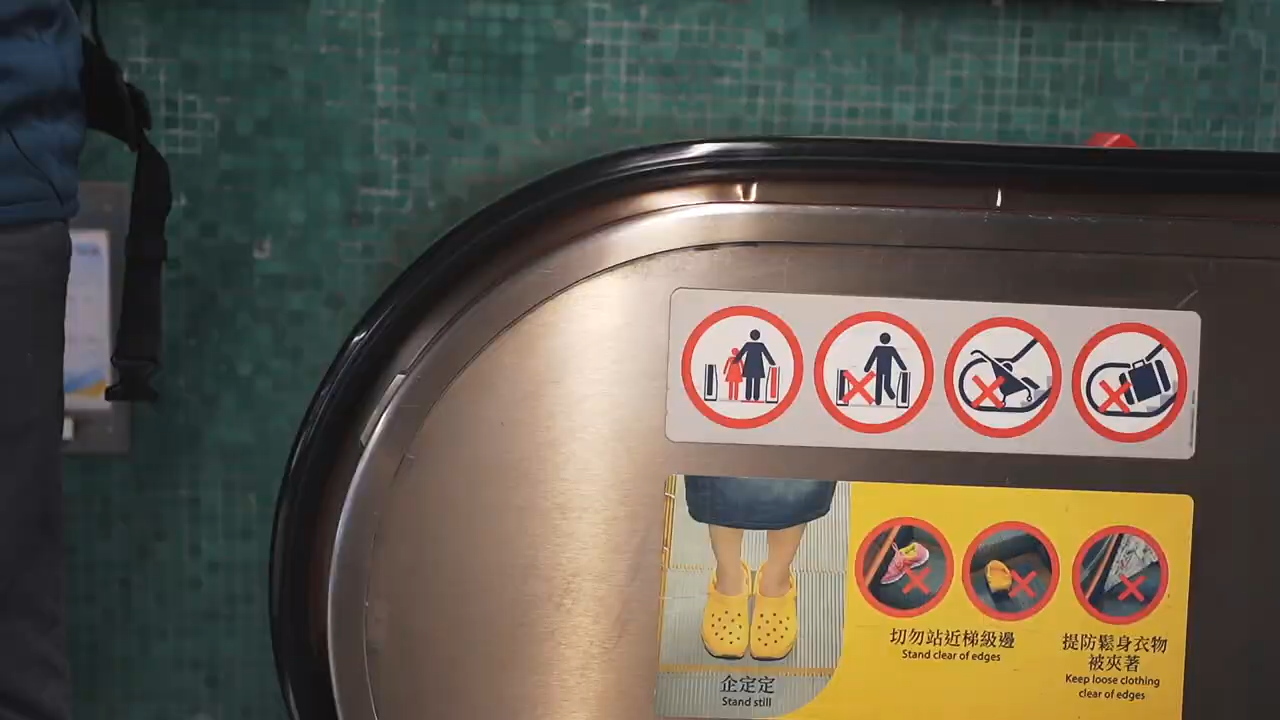 企定定
Stand still
切勿站近梯級邊
Stand clear of edges
提防鬆身衣物
被夾著
Keep loose clothing
clear of edges